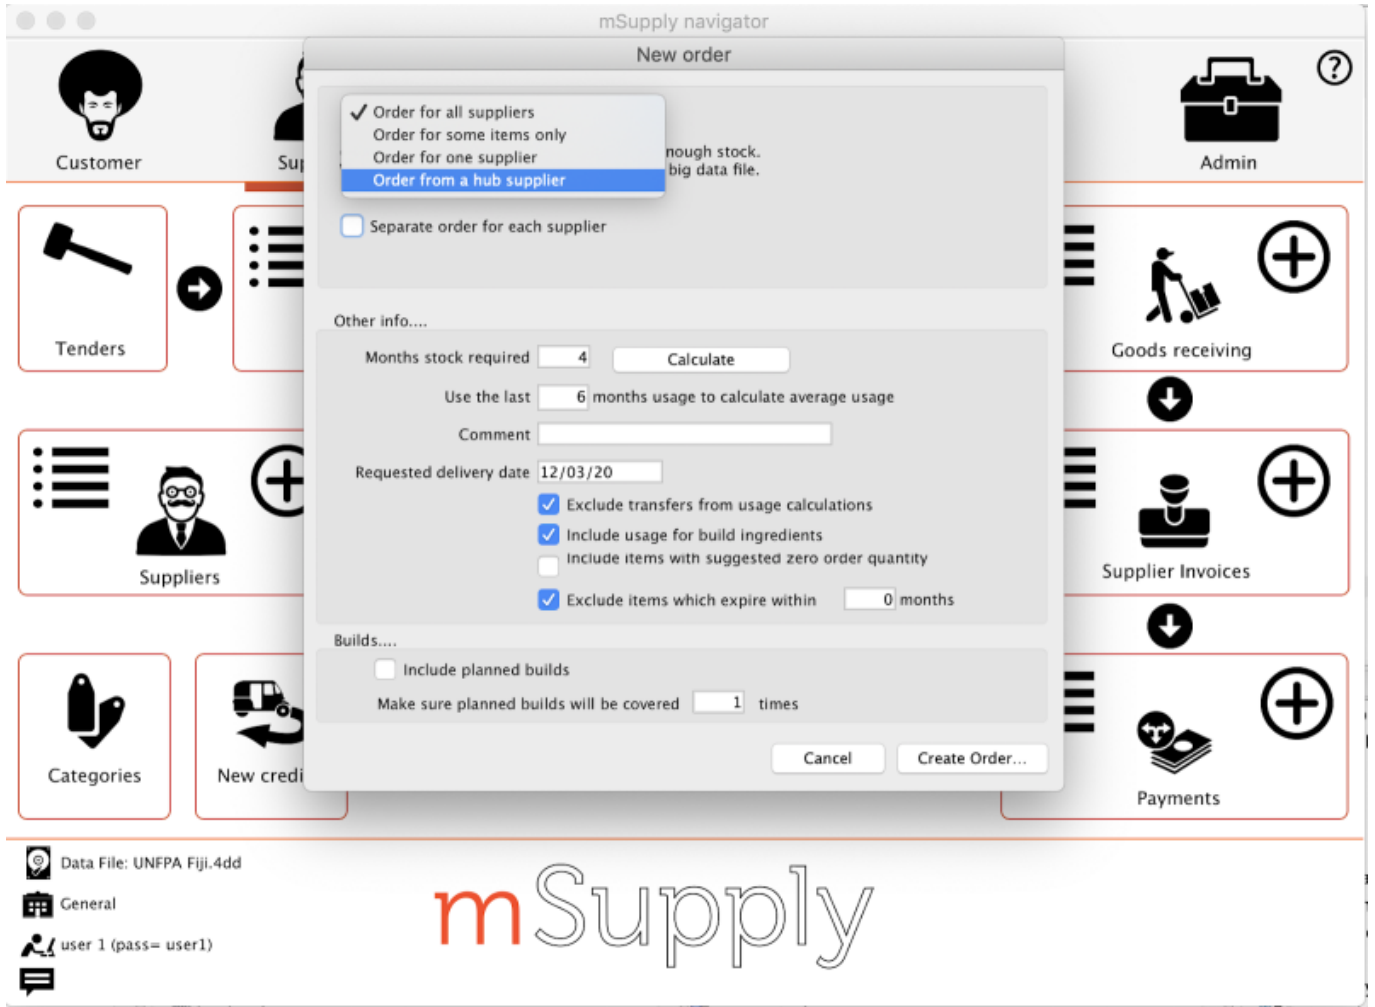 mSupply navigator
New order
Customer
Sup
Admin
?
✓ Order for all suppliers
Order for some items only
Order for one supplier
Order from a hub supplier
nough stock.
big data file.
Separate order for each supplier
Tenders
Other info....
Months stock required 4 Calculate
Use the last 6 months usage to calculate average usage
Comment
Requested delivery date 12/03/20
Exclude transfers from usage calculations
Include usage for build ingredients
Include items with suggested zero order quantity
Exclude items which expire within 0 months
Goods receiving
Suppliers
Supplier Invoices
Builds....
Include planned builds
Make sure planned builds will be covered 1 times
Cancel Create Order...
Categories
New credi
Payments
Data File: UNFPA Fiji.4dd
General
user 1 (pass= user1)
mSupply